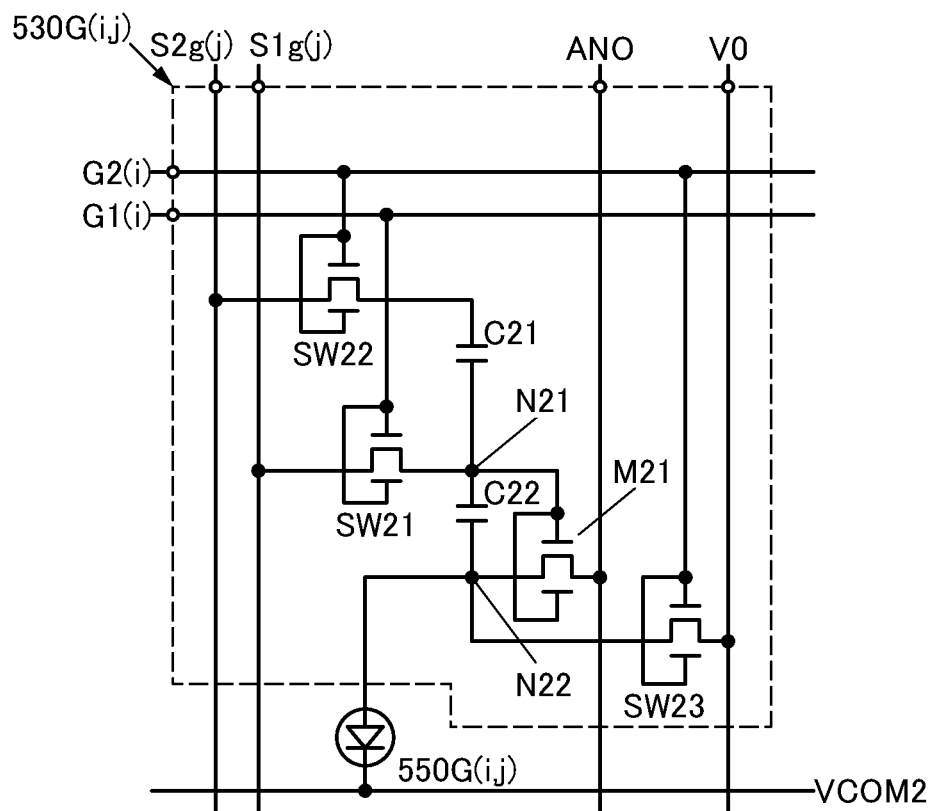 530G(i,j)
S2g(j)
S1g(j)
ANO
V0
G2(i)
G1(i)
SW22
C21
N21
C22
M21
SW21
N22
SW23
550G(i,j)
VCOM2